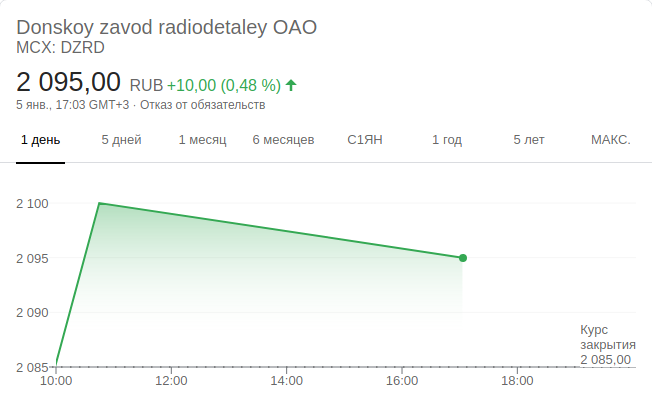 Donskoy zavod radiodetaley OAO
MCX: DZRD
2 095,00 RUB +10,00 (0,48 %)
5 янв., 17:03 GMT+3 · Отказ от обязательств
1 день 5 дней 1 месяц 6 месяцев С1ЯН 1 год 5 лет МАКС.
2 100
2 095
2 090
Курс
закрытия
2 085,00
2 085
10:00 12:00 14:00 16:00 18:00